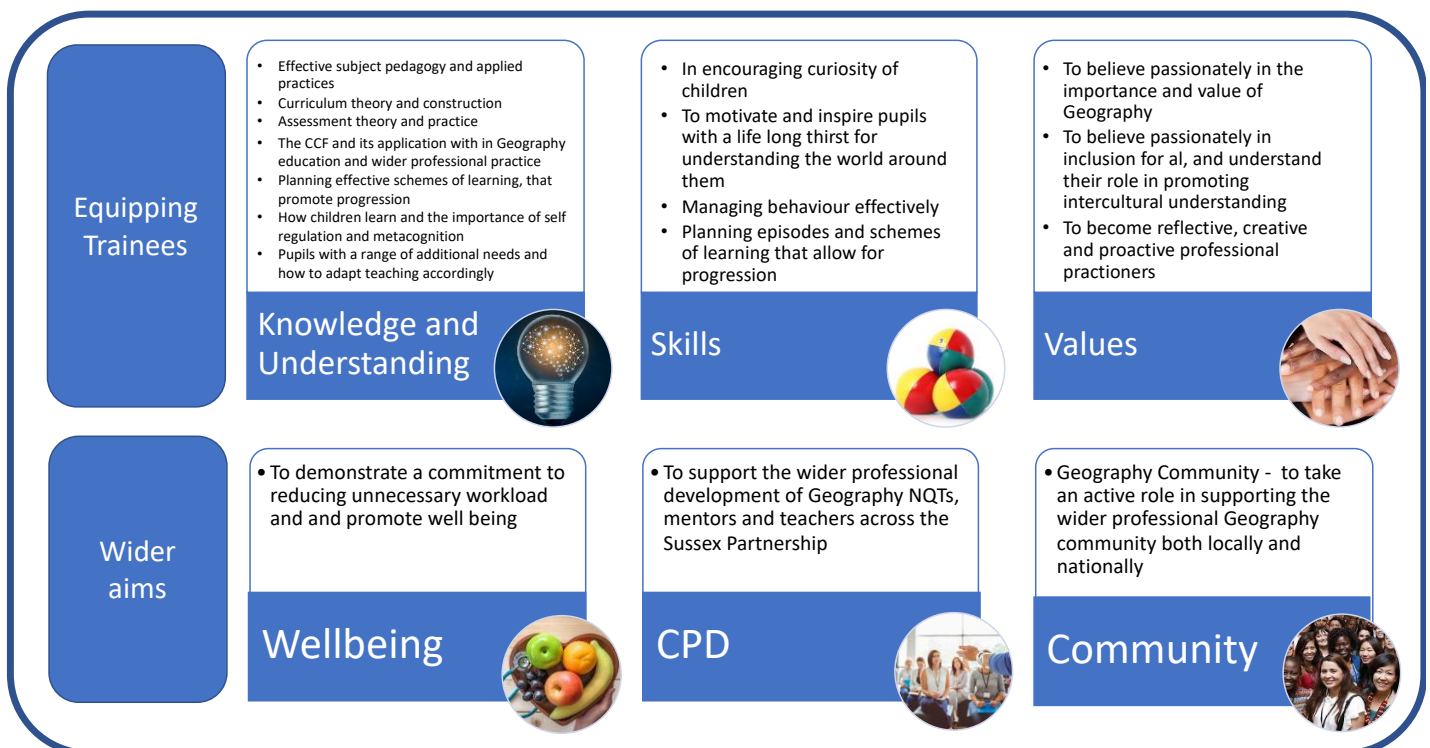 Equipping
Trainees
• Effective subject pedagogy and applied
practices
• Curriculum theory and construction
• Assessment theory and practice
• The CCF and its application with in Geography
education and wider professional practice
• Planning effective schemes of learning, that
promote progression
• How children learn and the importance of self
regulation and metacognition
• Pupils with a range of additional needs and
how to adapt teaching accordingly
Knowledge and
Understanding
• In encouraging curiosity of
children
• To motivate and inspire pupils
with a life long thirst for
understanding the world around
them
• Managing behaviour effectively
• Planning episodes and schemes
of learning that allow for
progression
Skills
• To believe passionately in the
importance and value of
Geography
• To believe passionately in
inclusion for al, and understand
their role in promoting
intercultural understanding
• To become reflective, creative
and proactive professional
practioners
Values
Wider
aims
• To demonstrate a commitment to
reducing unnecessary workload
and and promote well being
Wellbeing
• To support the wider professional
development of Geography NQTs,
mentors and teachers across the
Sussex Partnership
CPD
• Geography Community - to take
an active role in supporting the
wider professional Geography
community both locally and
nationally
Community